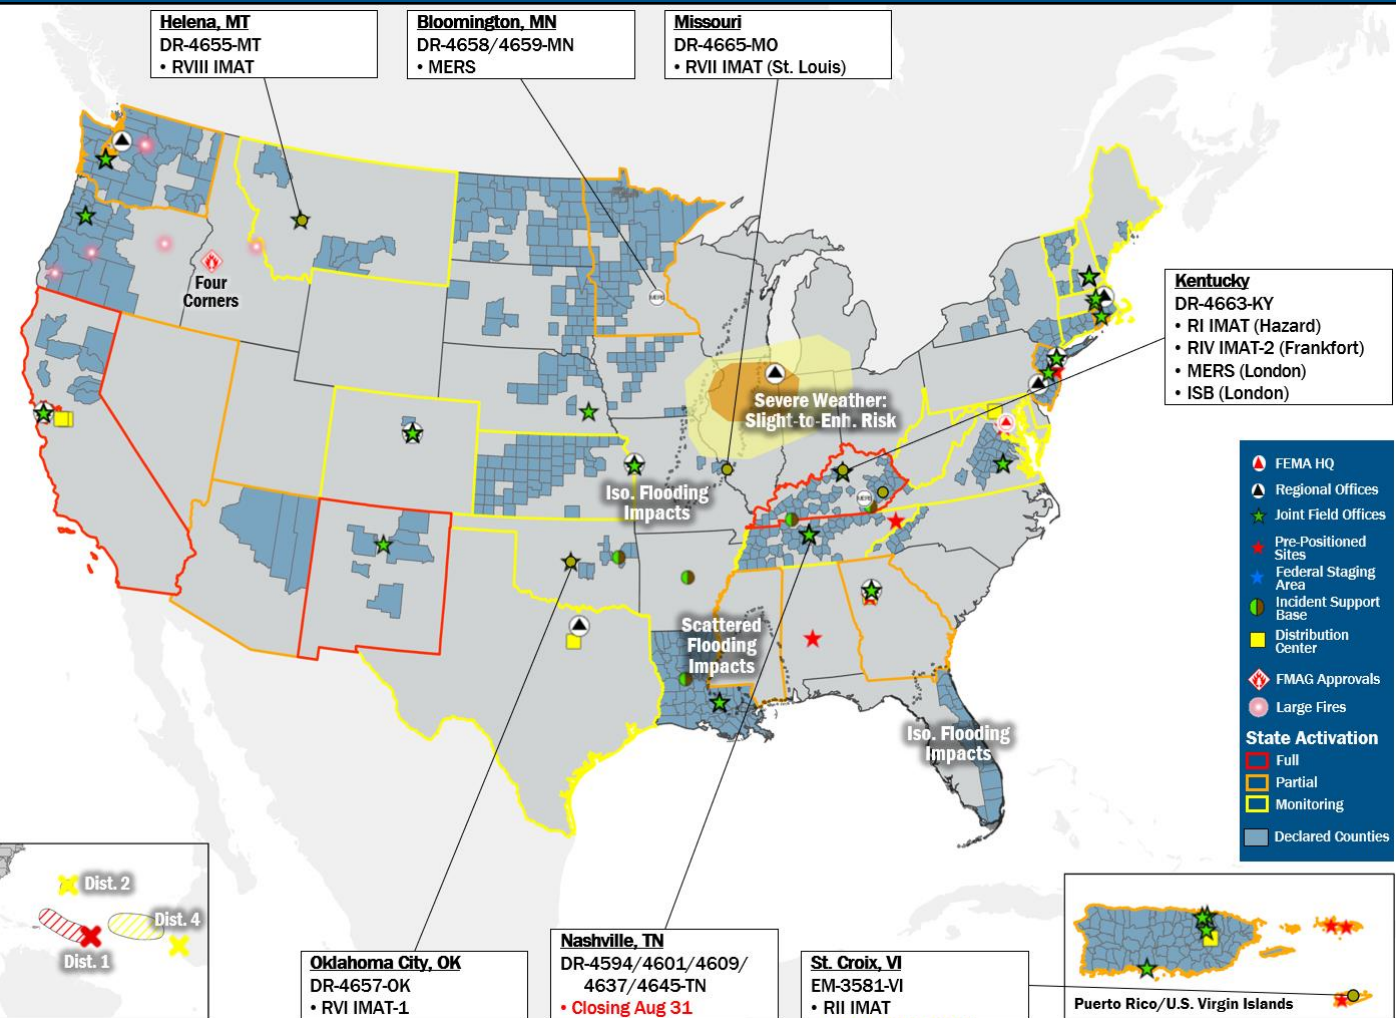 Helena, MT
DR-4655-MT
• RVIII IMAT
Bloomington, MN
DR-4658/4659-MN
• MERS
Missouri
DR-4665-MO
• RVII IMAT (St. Louis)
Kentucky
DR-4663-KY
• RI IMAT (Hazard)
• RIV IMAT-2 (Frankfort)
• MERS (London)
• ISB (London)
Four
Corners
MERS
Severe Weather:
Slight-to-Enh. Risk
Iso. Flooding
Impacts
MERS
Scattered
Flooding
Impacts
Iso. Flooding
Impacts
FEMA HQ
Regional Offices
Joint Field Offices
Pre-Positioned
Sites
Federal Staging
Area
Incident Support
Base
Distribution
Center
FMAG Approvals
Large Fires
State Activation
Full
Partial
Monitoring
Declared Counties
Dist. 2
Dist. 4
Dist. 1
Oklahoma City, OK
DR-4657-OK
• RVI IMAT-1
Nashville, TN
DR-4594/4601/4609/
4637/4645-TN
• Closing Aug 31
St. Croix, VI
EM-3581-VI
• RII IMAT
Puerto Rico/U.S. Virgin Islands